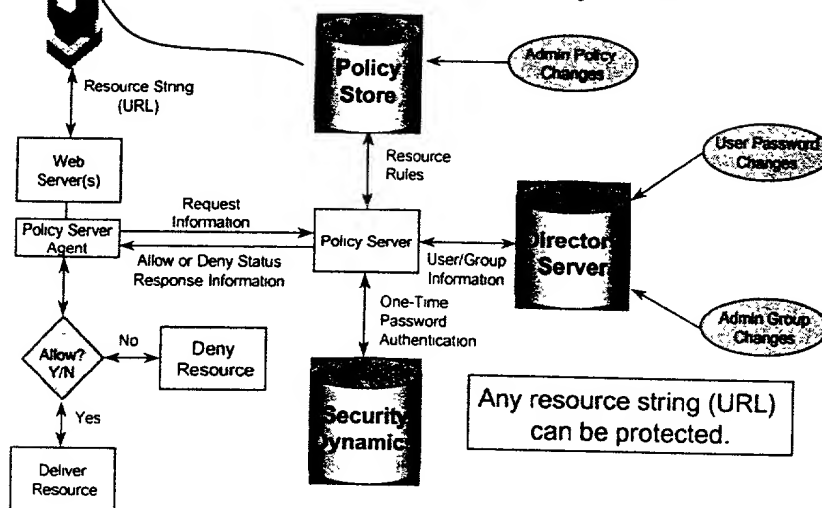 Resource String
(URL)
Policy
Store
Admin Policy
Changes
Web
Server(s)
Resource
Rules
User Password
Changes
Request
Information
Policy Server
Agent
Allow or Deny Status
Response Information
Policy Server
User/Group
Information
Director
Server
One-Time
Password
Authentication
Admin Group
Changes
Allow?
Y/N
No
Deny
Resource
Yes
Security
Dynamic
Any resource string (URL)
can be protected.
Deliver
Resource